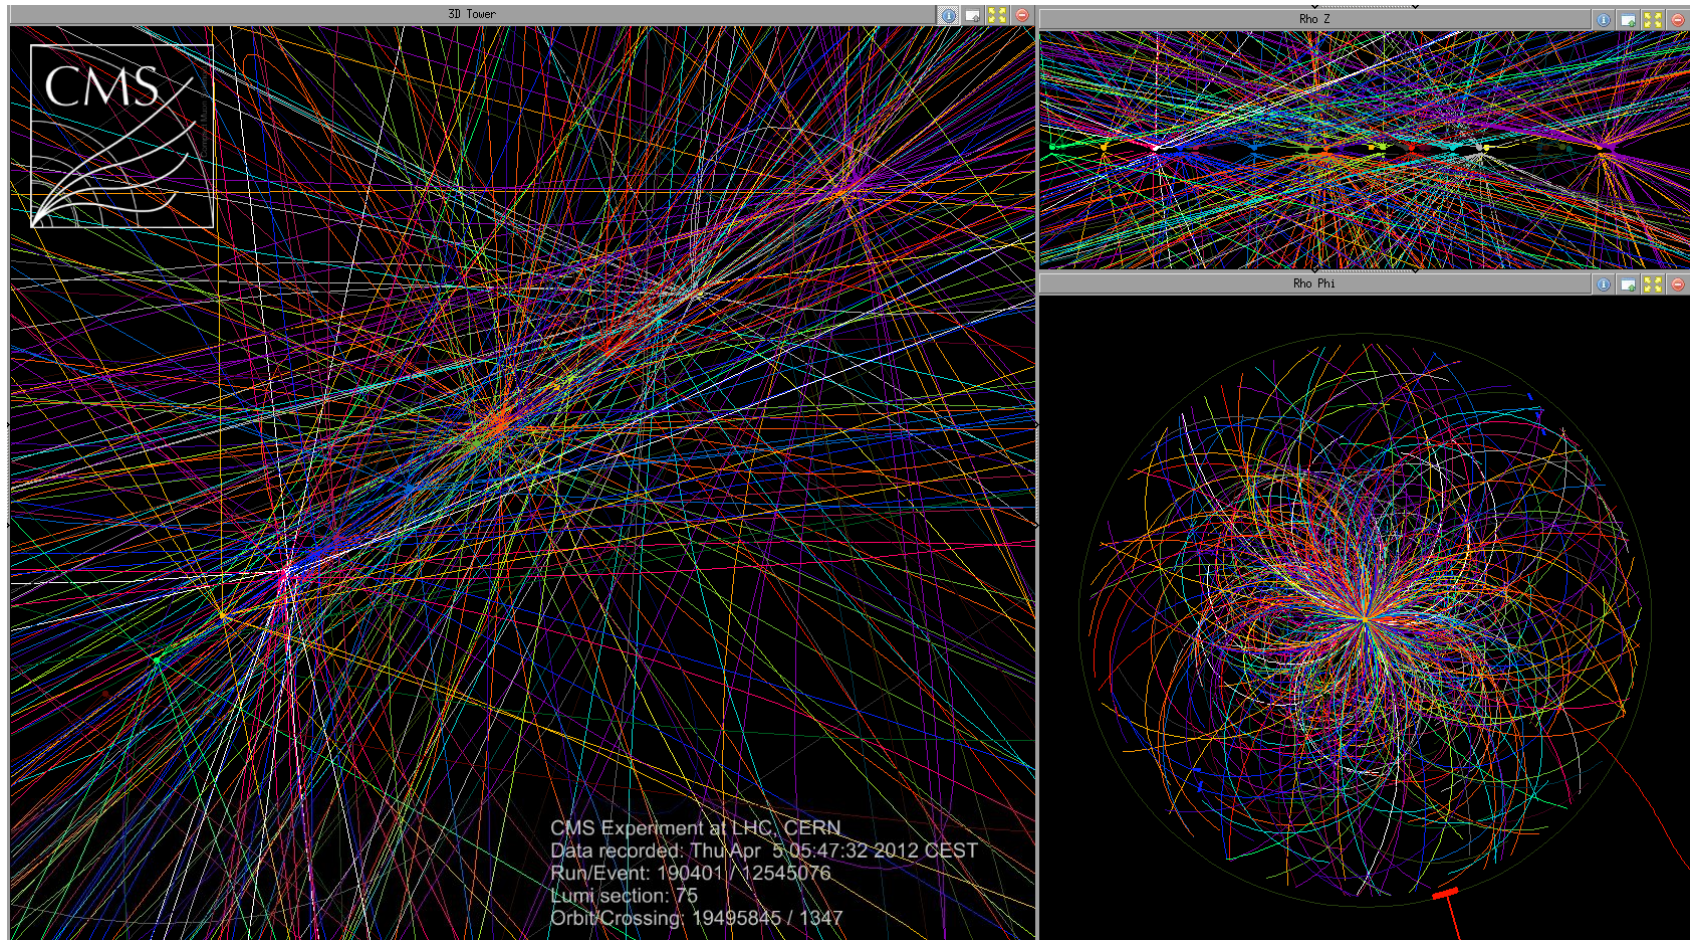 3D Tower
Rho Z
CMS
Rho Phi
CMS Experiment at LHC, CERN
Data recorded: Thu Apr  5 05:47:32 2012 CEST
Run/Event: 190401 / 12545076
Lumi section: 75
Orbit/Crossing: 19495845 / 1347